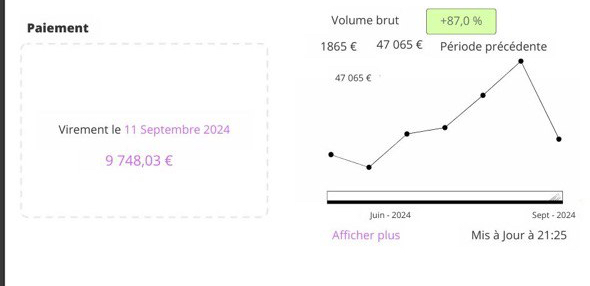 Paiement
Virement le 11 Septembre 2024
9 748,03 €
Volume brut +87,0 %
1865 € 47 065 € Période précédente
47 065 €
Juin - 2024 Sept - 2024
Afficher plus Mis à Jour à 21:25